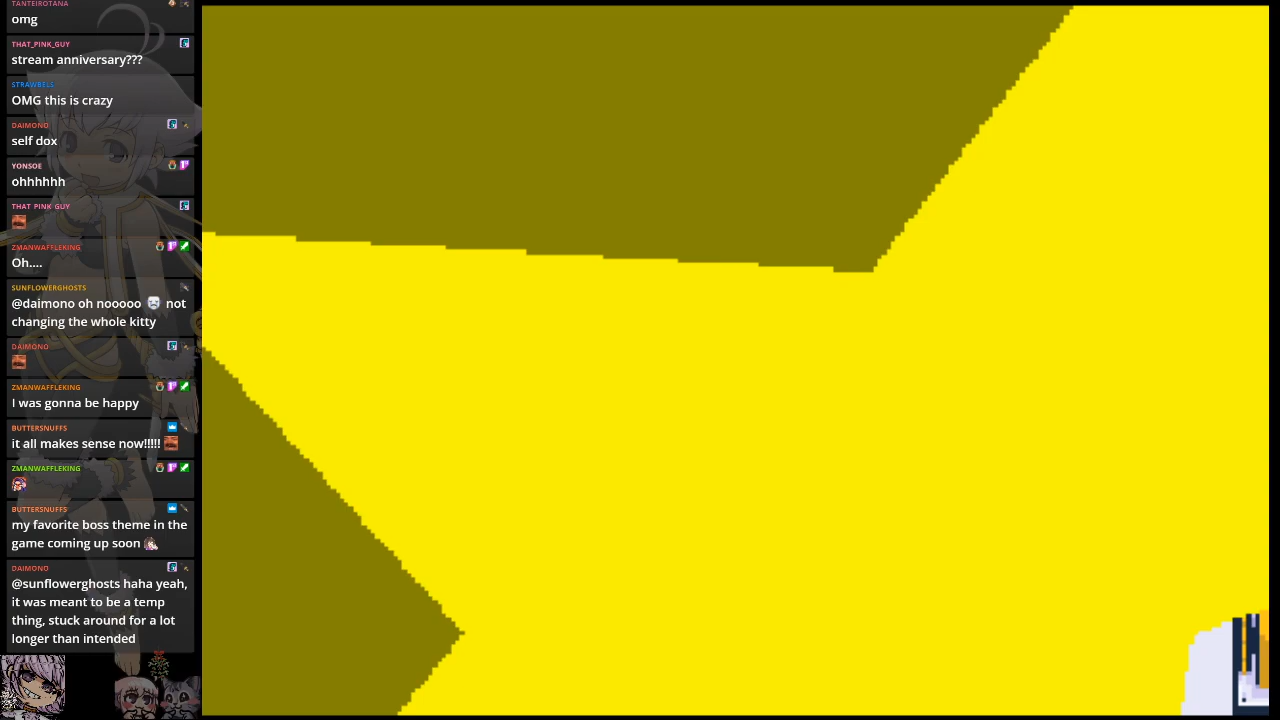 TANTEIROTANA
omg
THAT_PINK_GUY
stream anniversary???
STRAWBELS
OMG this is crazy
DAIMONO
self dox
YONSOE
ohhhhhh
THAT_PINK_GUY
ZMANWAFFLEKING
Oh....
SUNFLOWERGHOSTS
@daimono oh nooooo not
changing the whole kitty
DAIMONO
ZMANWAFFLEKING
I was gonna be happy
BUTTERSNUFFS
it all makes sense now!!!!!
ZMANWAFFLEKING
BUTTERSNUFFS
my favorite boss theme in the
game coming up soon
DAIMONO
@sunflowerghosts haha yeah,
it was meant to be a temp
thing, stuck around for a lot
longer than intended